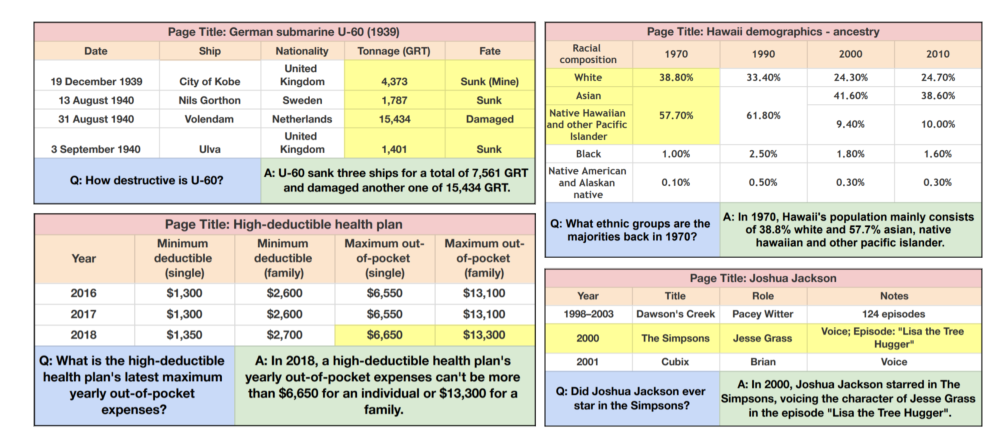 Page Title: German submarine U-60 (1939)
Date Ship Nationality Tonnage (GRT) Fate
19 December 1939 City of Kobe United Kingdom 4,373 Sunk (Mine)
13 August 1940 Nils Gorthon Sweden 1,787 Sunk
31 August 1940 Volendam Netherlands 15,434 Damaged
3 September 1940 Ulva United Kingdom 1,401 Sunk
Q: How destructive is U-60?
A: U-60 sank three ships for a total of 7,561 GRT
and damaged another one of 15,434 GRT.
Page Title: High-deductible health plan
Year Minimum deductible (single) Minimum deductible (family) Maximum out-of-pocket (single) Maximum out-of-pocket (family)
2016 $1,300 $2,600 $6,550 $13,100
2017 $1,300 $2,600 $6,550 $13,100
2018 $1,350 $2,700 $6,650 $13,300
Q: What is the high-deductible
health plan's latest maximum
yearly out-of-pocket
expenses?
A: In 2018, a high-deductible health plan's
yearly out-of-pocket expenses can't be more
than $6,650 for an individual or $13,300 for a
family.
Page Title: Hawaii demographics - ancestry
Racial composition 1970 1990 2000 2010
White 38.80% 33.40% 24.30% 24.70%
Asian 57.70% 61.80% 41.60% 38.60%
Native Hawaiian and other Pacific Islander 9.40% 10.00%
Black 1.00% 2.50% 1.80% 1.60%
Native American and Alaskan native 0.10% 0.50% 0.30% 0.30%
Q: What ethnic groups are the
majorities back in 1970?
A: In 1970, Hawaii's population mainly consists
of 38.8% white and 57.7% asian, native
hawaiian and other pacific islander.
Page Title: Joshua Jackson
Year Title Role Notes
1998–2003 Dawson's Creek Pacey Witter 124 episodes
2000 The Simpsons Jesse Grass Voice; Episode: "Lisa the Tree Hugger"
2001 Cubix Brian Voice
Q: Did Joshua Jackson ever
star in the Simpsons?
A: In 2000, Joshua Jackson starred in The
Simpsons, voicing the character of Jesse Grass
in the episode "Lisa the Tree Hugger".